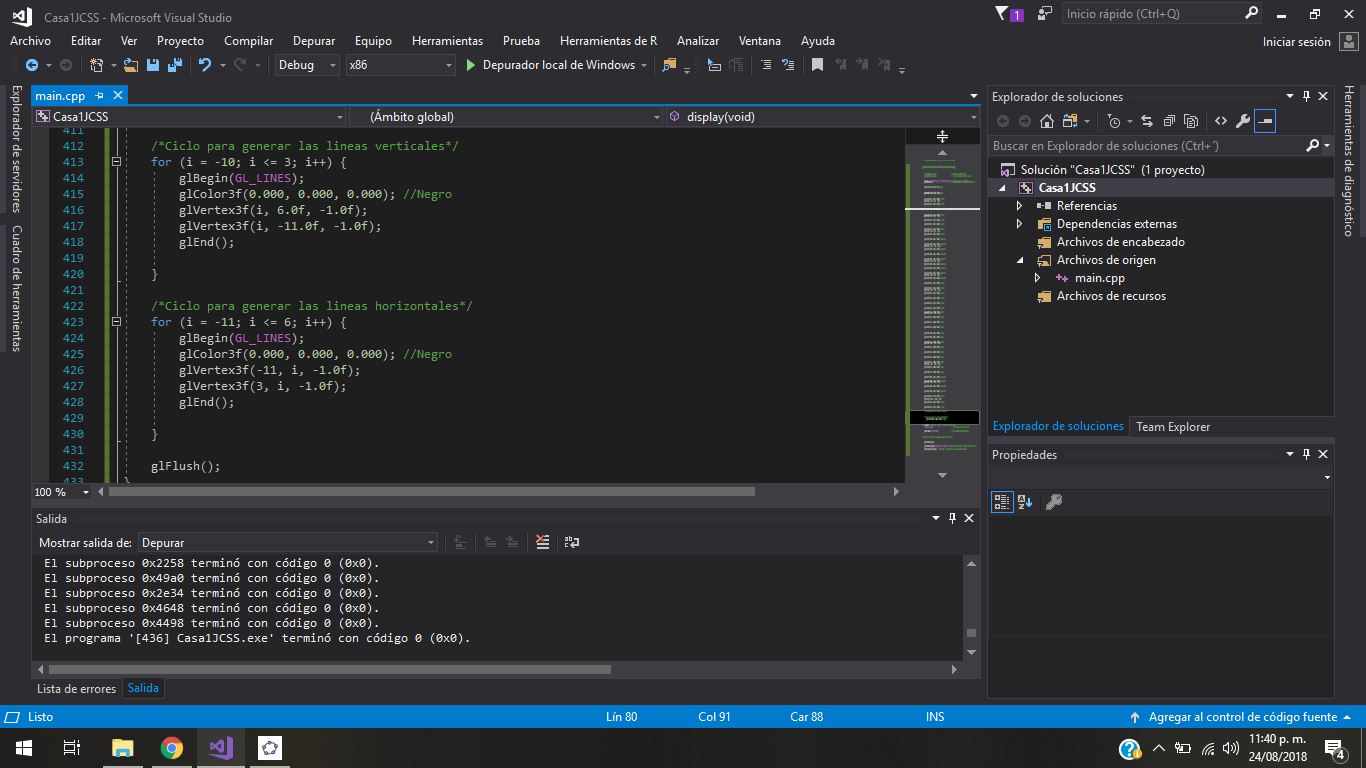 Casa1JCSS - Microsoft Visual Studio
1
Inicio rápido (Ctrl+Q)
Archivo Editar Ver Proyecto Compilar Depurar Equipo Herramientas Prueba Herramientas de R Analizar Ventana Ayuda
Iniciar sesión
Debug x86 Depurador local de Windows
Explorador de servidores
Cuadro de herramientas
main.cpp
Casa1JCSS (Ámbito global) display(void)
411
412 /*Ciclo para generar las lineas verticales*/
413 for (i = -10; i <= 3; i++) {
414 glBegin(GL_LINES);
415 glColor3f(0.000, 0.000, 0.000); //Negro
416 glVertex3f(i, 6.0f, -1.0f);
417 glVertex3f(i, -11.0f, -1.0f);
418 glEnd();
419
420 }
421
422 /*Ciclo para generar las lineas horizontales*/
423 for (i = -11; i <= 6; i++) {
424 glBegin(GL_LINES);
425 glColor3f(0.000, 0.000, 0.000); //Negro
426 glVertex3f(-11, i, -1.0f);
427 glVertex3f(3, i, -1.0f);
428 glEnd();
429
430 }
431
432 glFlush();
433 }
100 %
Salida
Mostrar salida de: Depurar
El subproceso 0x2258 terminó con código 0 (0x0).
El subproceso 0x49a0 terminó con código 0 (0x0).
El subproceso 0x2e34 terminó con código 0 (0x0).
El subproceso 0x4648 terminó con código 0 (0x0).
El subproceso 0x4498 terminó con código 0 (0x0).
El programa '[436] Casa1JCSS.exe' terminó con código 0 (0x0).
Lista de errores Salida
Explorador de soluciones
Buscar en Explorador de soluciones (Ctrl+´)
Solución "Casa1JCSS" (1 proyecto)
Casa1JCSS
Referencias
Dependencias externas
Archivos de encabezado
Archivos de origen
main.cpp
Archivos de recursos
Explorador de soluciones Team Explorer
Propiedades
Herramientas de diagnóstico
Listo Lín 80 Col 91 Car 88 INS Agregar al control de código fuente
11:40 p. m.
24/08/2018
4